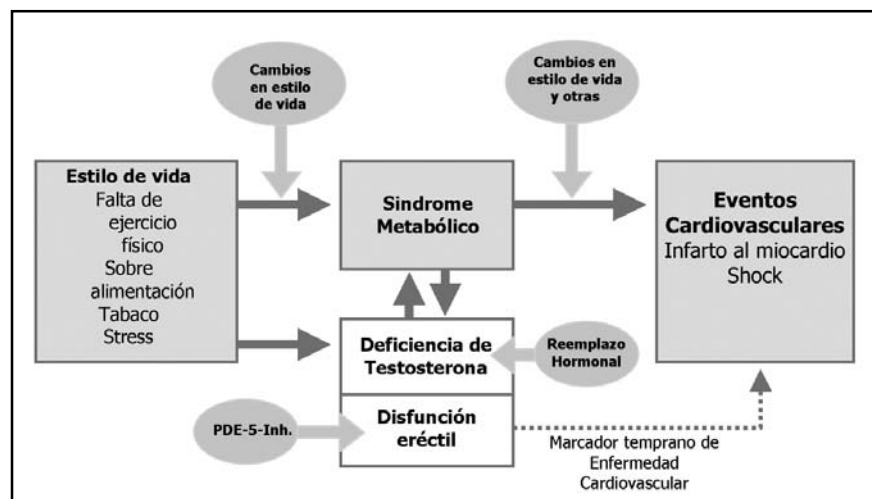 Cambios
en estilo
de vida
Cambios en
estilo de vida
y otras
Estilo de vida
Falta de
ejercicio
físico
Sobre
alimentación
Tabaco
Stress
Sindrome
Metabólico
Eventos
Cardiovasculares
Infarto al miocardio
Shock
Deficiencia de
Testosterona
Reemplazo
Hormonal
PDE-5-Inh.
Disfunción
eréctil
Marcador temprano de
Enfermedad
Cardiovascular